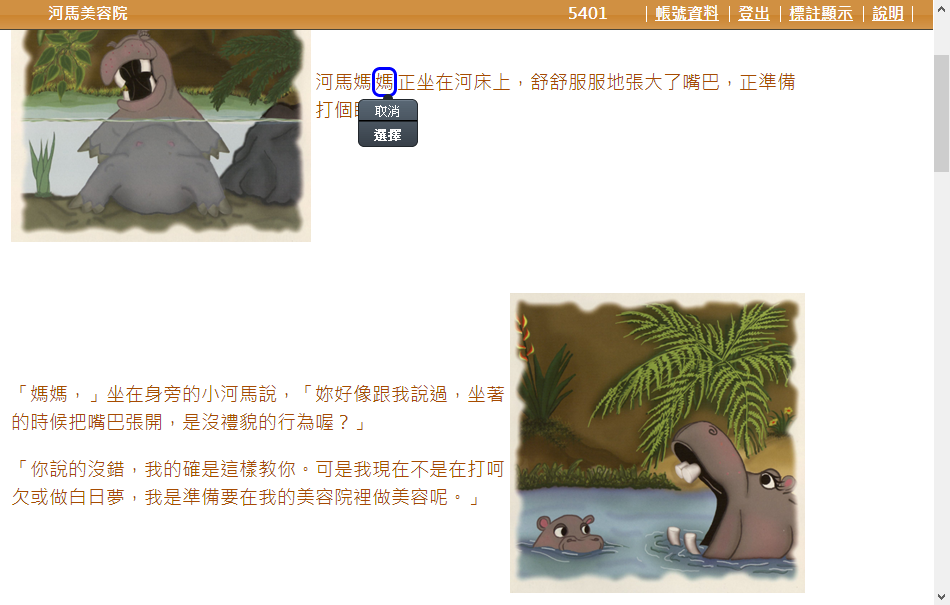 河馬美容院 5401 | 帳號資料 | 登出 | 標註顯示 | 說明 |
河馬媽媽正坐在河床上，舒舒服服地張大了嘴巴，正準備
打個
取消
選擇
「媽媽，」坐在身旁的小河馬說，「妳好像跟我說過，坐著
的時候把嘴巴張開，是沒禮貌的行為喔？」
「你說的沒錯，我的確是這樣教你。可是我現在不是在打呵
欠或做白日夢，我是準備要在我的美容院裡做美容呢。」